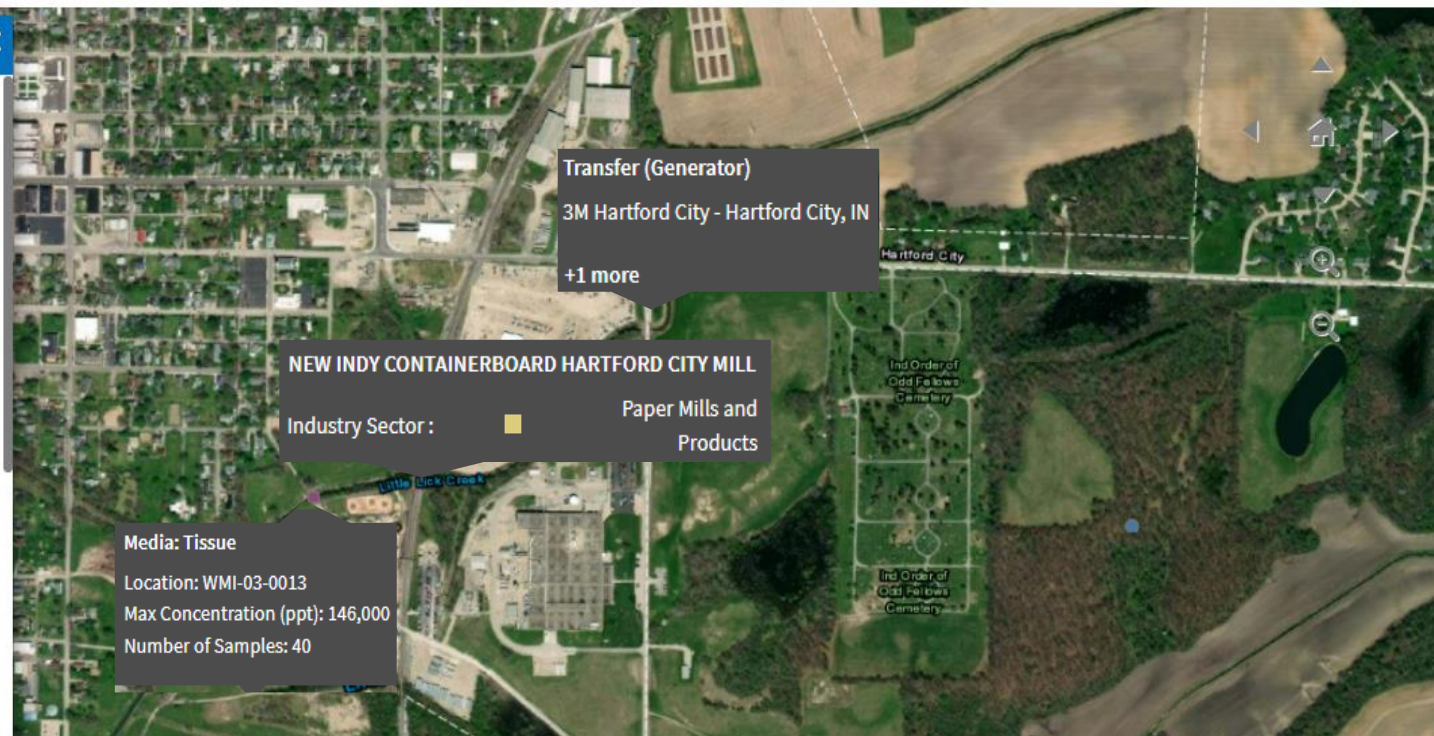 Transfer (Generator)
3M Hartford City - Hartford City, IN
+1 more
Hartford City
NEW INDY CONTAINERBOARD HARTFORD CITY MILL
Industry Sector :
Paper Mills and
Products
Ind Order of
Odd Fellows
Cemetery
Little Lick Creek
Media: Tissue
Location: WMI-03-0013
Max Concentration (ppt): 146,000
Number of Samples: 40
Ind Order of
Odd Fellows
Cemetery